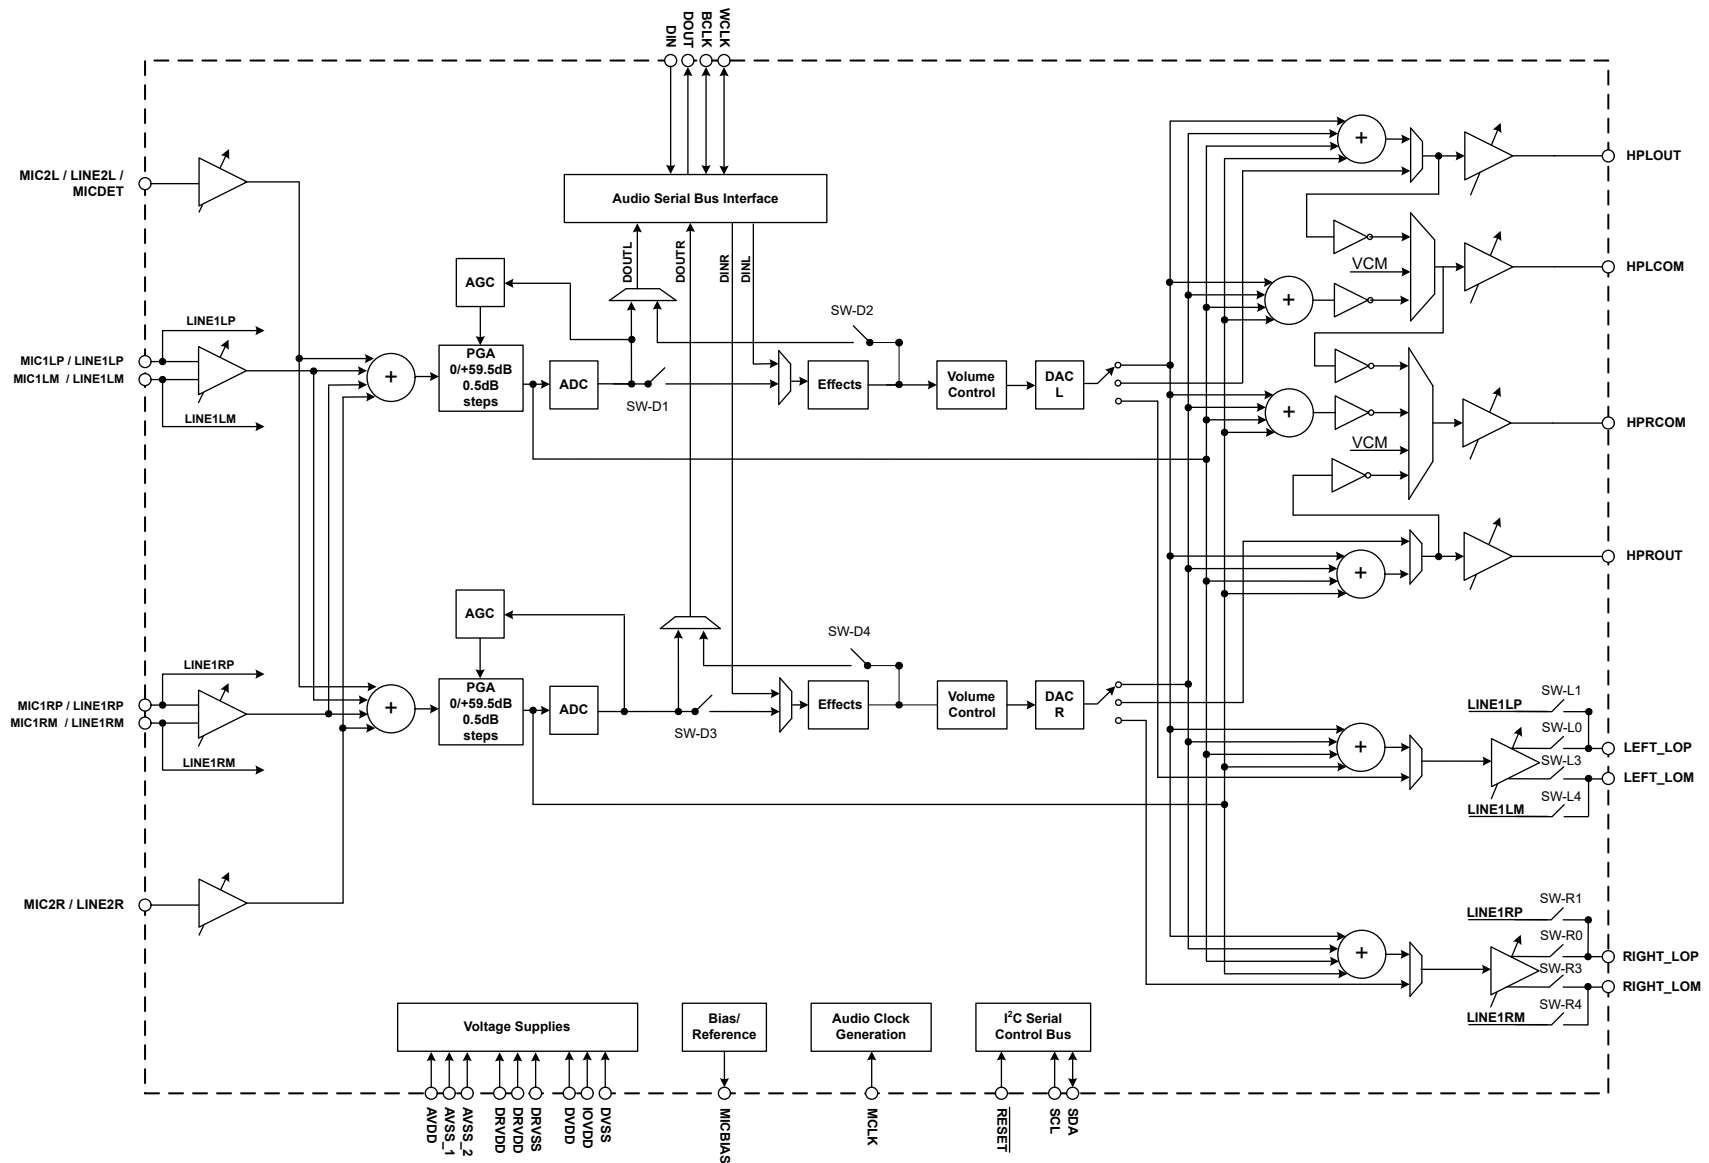 DIN
DOUT
BCLK
WCLK
MIC2L / LINE2L /
MICDET
Audio Serial Bus Interface
+
HPLOUT
DOUTL
DOUTR
DINR
DINL
AGC
VCM
+
HPLCOM
SW-D2
LINE1LP
MIC1LP / LINE1LP
MIC1LM / LINE1LM
LINE1LM
+
PGA
0/+59.5dB
0.5dB
steps
ADC
SW-D1
Effects
Volume
Control
DAC
L
+
VCM
HPRCOM
HPROUT
+
AGC
SW-D4
LINE1RP
MIC1RP / LINE1RP
MIC1RM / LINE1RM
LINE1RM
+
PGA
0/+59.5dB
0.5dB
steps
ADC
SW-D3
Effects
Volume
Control
DAC
R
+
SW-L1
LINE1LP
SW-L0
LEFT_LOP
SW-L3
LEFT_LOM
SW-L4
LINE1LM
MIC2R / LINE2R
+
SW-R1
LINE1RP
SW-R0
RIGHT_LOP
SW-R3
RIGHT_LOM
SW-R4
LINE1RM
Voltage Supplies
Bias/
Reference
Audio Clock
Generation
I2C Serial
Control Bus
AVDD
AVSS_1
AVSS_2
DRVDD
DRVDD
DRVSS
DVDD
IOVDD
DVSS
MICBIAS
MCLK
RESET
SCL
SDA